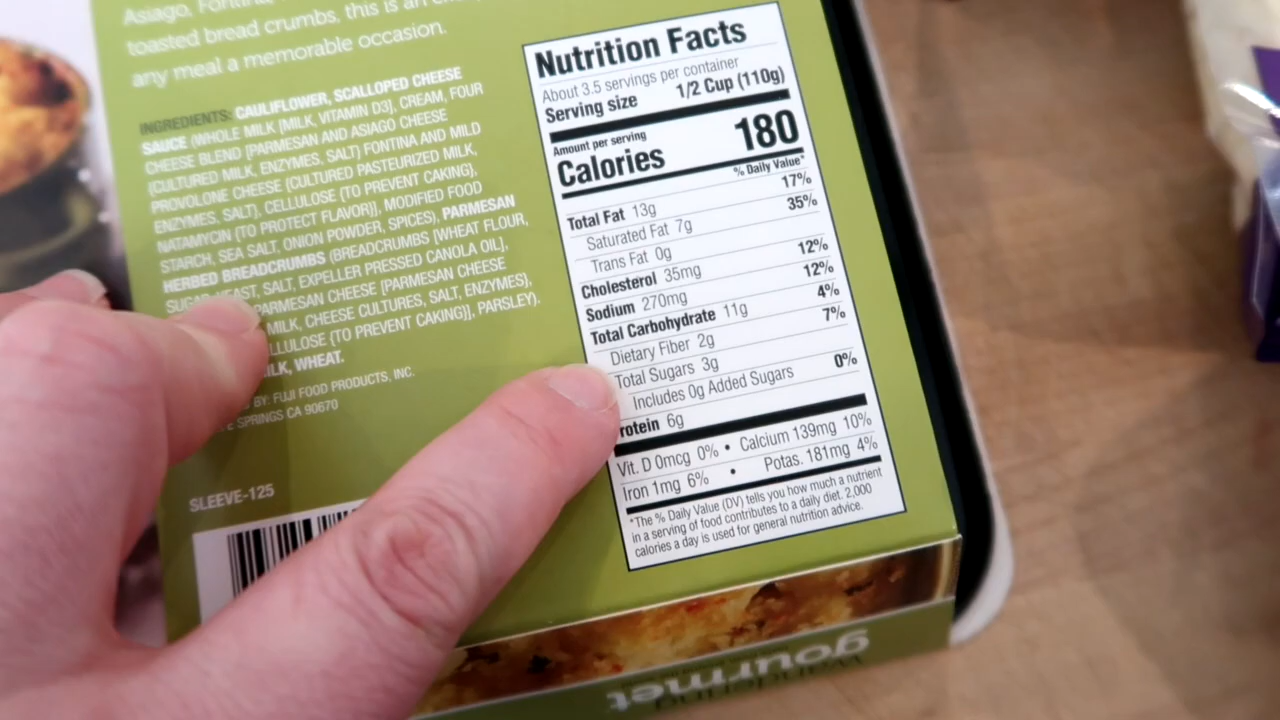 Asiago, Fontina,
toasted bread crumbs, this is an
any meal a memorable occasion.
INGREDIENTS: CAULIFLOWER, SCALLOPED CHEESE
SAUCE (WHOLE MILK [MILK, VITAMIN D3], CREAM, FOUR
CHEESE BLEND [PARMESAN AND ASIAGO CHEESE
{CULTURED MILK, ENZYMES, SALT} FONTINA AND MILD
PROVOLONE CHEESE {CULTURED PASTEURIZED MILK,
ENZYMES, SALT}, CELLULOSE {TO PREVENT CAKING},
NATAMYCIN {TO PROTECT FLAVOR}], MODIFIED FOOD
STARCH, SEA SALT, ONION POWDER, SPICES), PARMESAN
HERBED BREADCRUMBS (BREADCRUMBS [WHEAT FLOUR,
SUGAR, YEAST, SALT, EXPELLER PRESSED CANOLA OIL],
PARMESAN CHEESE [PARMESAN CHEESE
MILK, CHEESE CULTURES, SALT, ENZYMES},
LLULOSE {TO PREVENT CAKING}], PARSLEY).
ILK, WHEAT.
BY: FUJI FOOD PRODUCTS, INC.
E SPRINGS CA 90670
SLEEVE-125
Nutrition Facts
About 3.5 servings per container
Serving size 1/2 Cup (110g)
Amount per serving
Calories 180
% Daily Value*
Total Fat 13g 17%
Saturated Fat 7g 35%
Trans Fat 0g
Cholesterol 35mg 12%
Sodium 270mg 12%
Total Carbohydrate 11g 4%
Dietary Fiber 2g 7%
Total Sugars 3g
Includes 0g Added Sugars 0%
rotein 6g
Vit. D 0mcg 0% • Calcium 139mg 10%
Iron 1mg 6% • Potas. 181mg 4%
*The % Daily Value (DV) tells you how much a nutrient
in a serving of food contributes to a daily diet. 2,000
calories a day is used for general nutrition advice.
wandering
gourmet